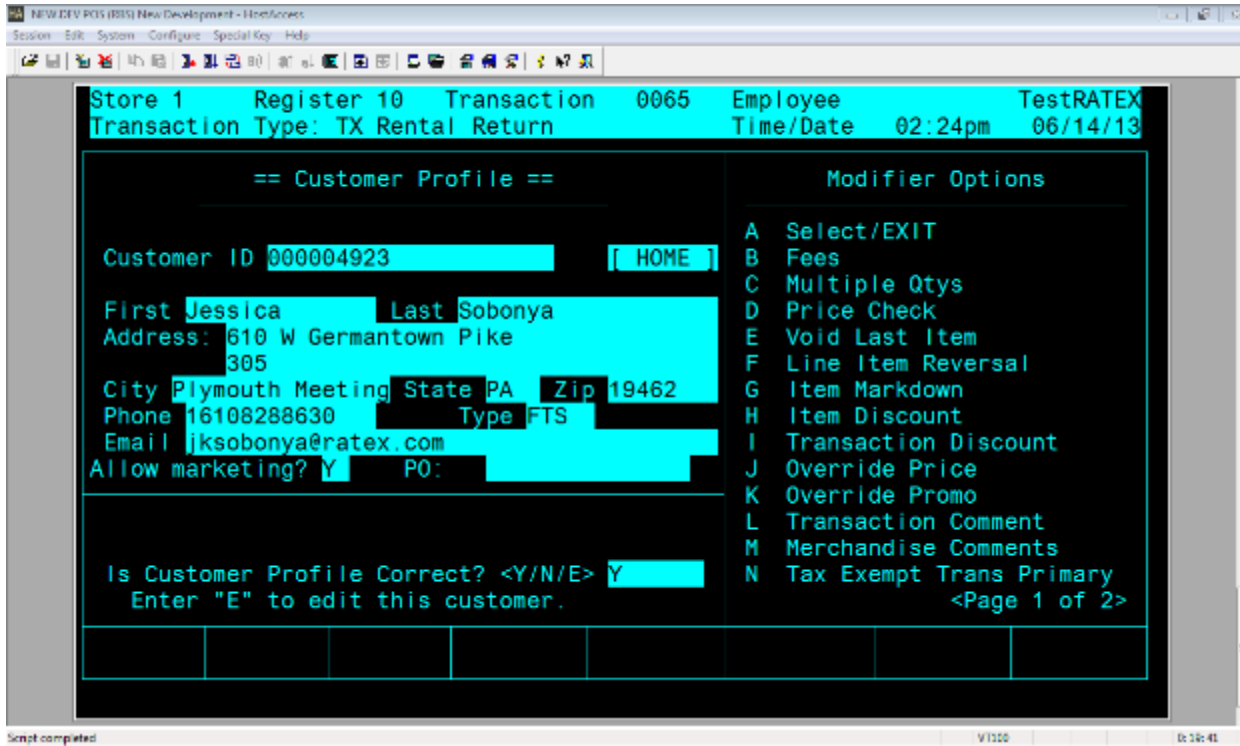 NEW.DEV POS (RBS) New Development - HostAccess
Session Edit System Configure Special Key Help
Store 1 Register 10 Transaction 0065 Employee TestRATEX
Transaction Type: TX Rental Return Time/Date 02:24pm 06/14/13
== Customer Profile == Modifier Options
A Select/EXIT
Customer ID 000004923 [ HOME ] B Fees
C Multiple Qtys
First Jessica Last Sobonya D Price Check
Address: 610 W Germantown Pike E Void Last Item
305 F Line Item Reversal
City Plymouth Meeting State PA Zip 19462 G Item Markdown
Phone 16108288630 Type FTS H Item Discount
Email jksobonya@ratex.com I Transaction Discount
Allow marketing? Y PO: J Override Price
K Override Promo
L Transaction Comment
M Merchandise Comments
Is Customer Profile Correct? <Y/N/E> Y N Tax Exempt Trans Primary
Enter "E" to edit this customer. <Page 1 of 2>
Script completed VT100